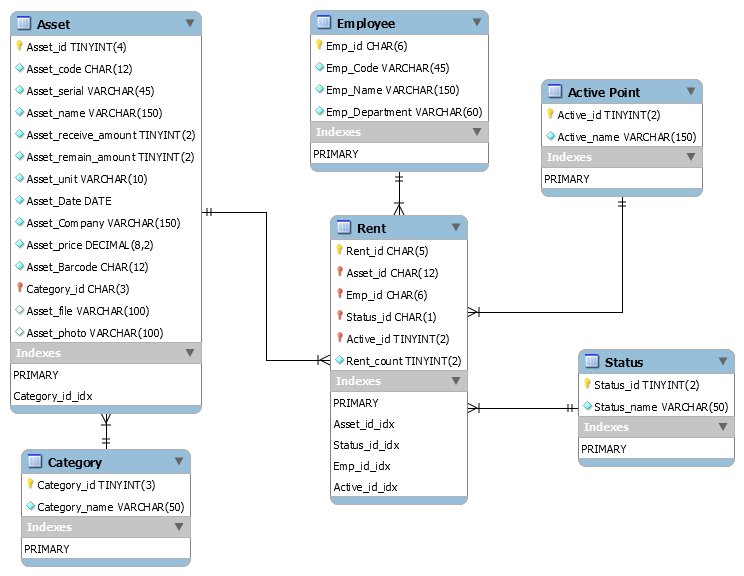 Asset
Asset_id TINYINT(4)
Asset_code CHAR(12)
Asset_serial VARCHAR(45)
Asset_name VARCHAR(150)
Asset_receive_amount TINYINT(2)
Asset_remain_amount TINYINT(2)
Asset_unit VARCHAR(10)
Asset_Date DATE
Asset_Company VARCHAR(150)
Asset_price DECIMAL(8,2)
Asset_Barcode CHAR(12)
Category_id CHAR(3)
Asset_file VARCHAR(100)
Asset_photo VARCHAR(100)
Indexes
PRIMARY
Category_id_idx
Category
Category_id TINYINT(3)
Category_name VARCHAR(50)
Indexes
PRIMARY
Employee
Emp_id CHAR(6)
Emp_Code VARCHAR(45)
Emp_Name VARCHAR(150)
Emp_Department VARCHAR(60)
Indexes
PRIMARY
Rent
Rent_id CHAR(5)
Asset_id CHAR(12)
Emp_id CHAR(6)
Status_id CHAR(1)
Active_id TINYINT(2)
Rent_count TINYINT(2)
Indexes
PRIMARY
Asset_id_idx
Status_id_idx
Emp_id_idx
Active_id_idx
Active Point
Active_id TINYINT(2)
Active_name VARCHAR(150)
Indexes
PRIMARY
Status
Status_id TINYINT(2)
Status_name VARCHAR(50)
Indexes
PRIMARY